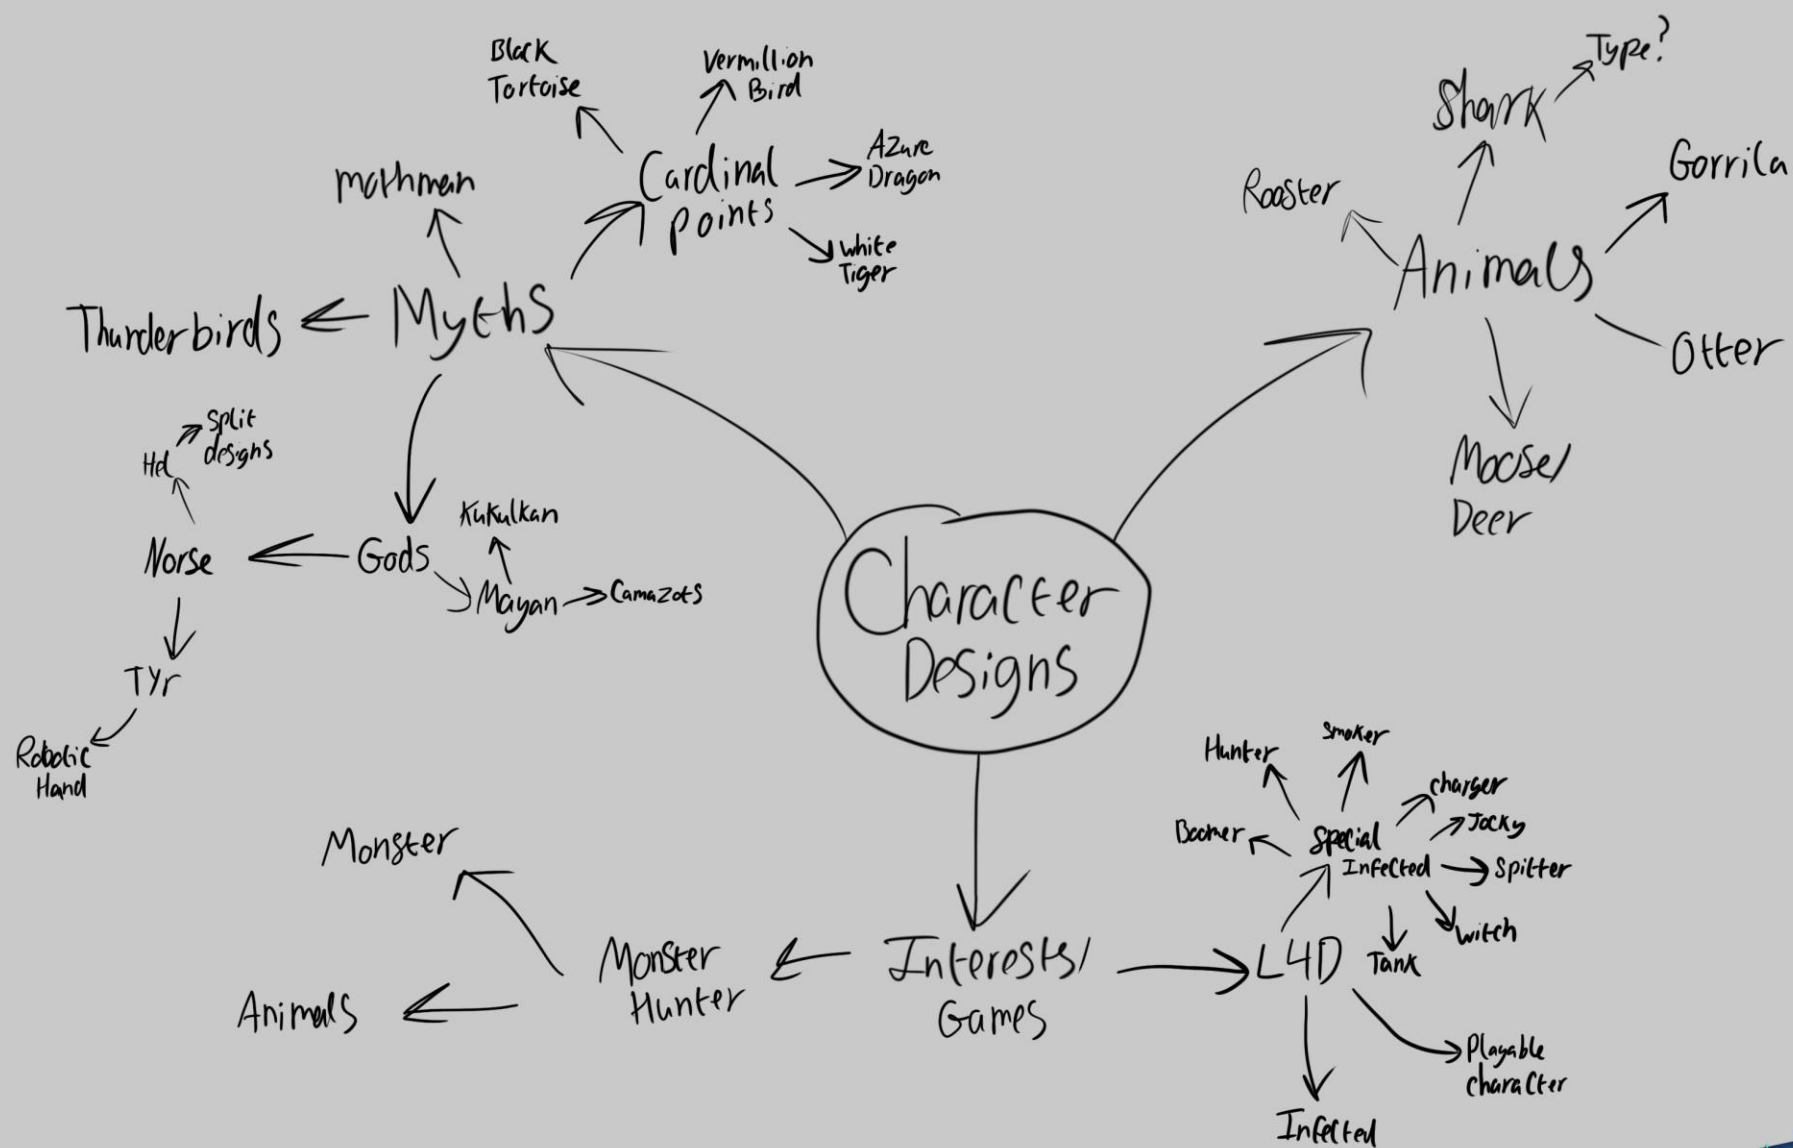 Character
Designs
Myths
Mothman
Thunderbirds
Cardinal
points
Black
Tortoise
Vermillion
Bird
Azure
Dragon
White
Tiger
Gods
Norse
Hel
Split
designs
Tyr
Robotic
Hand
Mayan
Kukulkan
Camazots
Animals
Rooster
Shark
Type?
Gorrila
Otter
Moose/
Deer
Interests/
Games
Monster
Hunter
Monster
Animals
L4D
Special
Infected
Boomer
Hunter
Smoker
Charger
Jocky
Spitter
Witch
Tank
Playable
Character
Infected